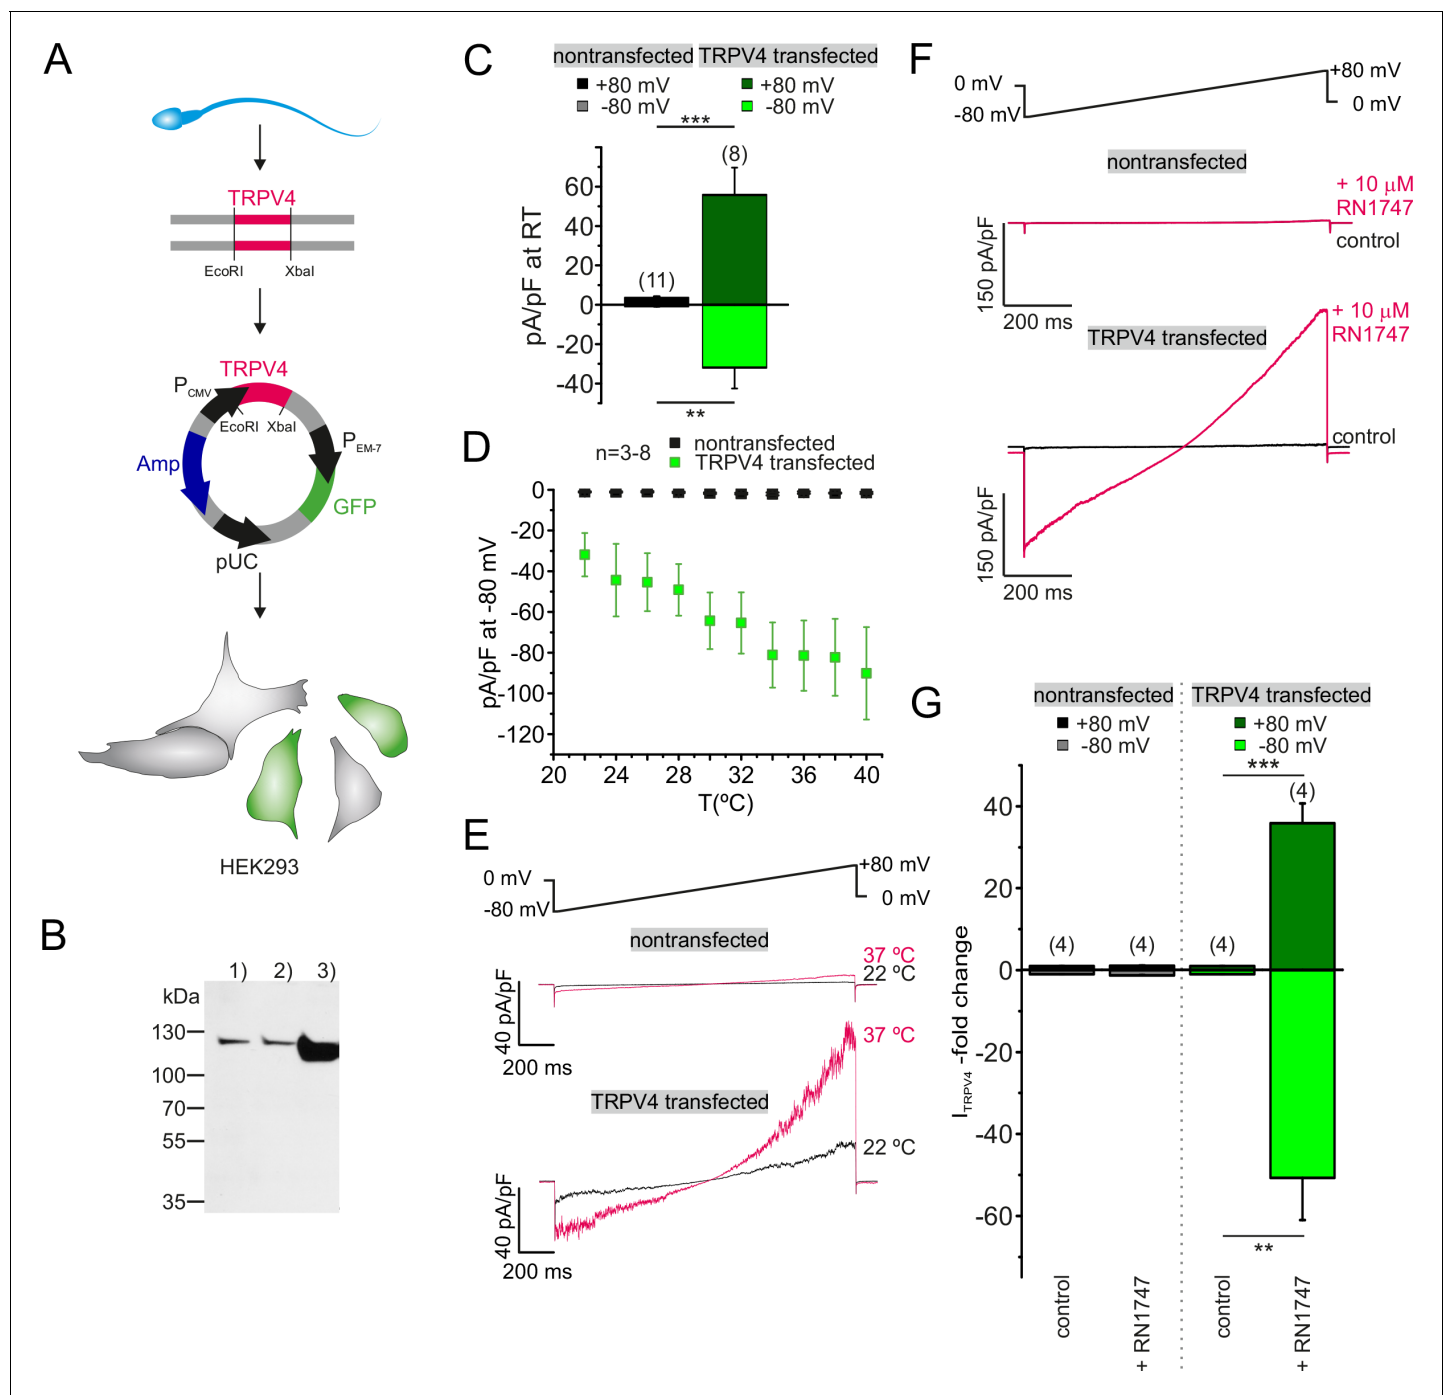 A
TRPV4
EcoRI XbaI
TRPV4
PCMV
EcoRI XbaI
PEM-7
Amp
GFP
pUC
HEK293
B
1) 2) 3)
kDa
130
100
70
55
35
C
nontransfected TRPV4 transfected
+80 mV +80 mV
-80 mV -80 mV
***
(8)
(11)
pA/pF at RT
60
40
20
0
-20
-40
**
D
n=3-8
nontransfected
TRPV4 transfected
pA/pF at -80 mV
0
-20
-40
-60
-80
-100
-120
20 24 28 32 36 40
T(ºC)
E
0 mV
-80 mV
+80 mV
0 mV
nontransfected
37 ºC
22 ºC
40 pA/pF
200 ms
37 ºC
TRPV4 transfected
22 ºC
40 pA/pF
200 ms
F
0 mV
-80 mV
+80 mV
0 mV
nontransfected
+ 10 µM
RN1747
control
150 pA/pF
200 ms
+ 10 µM
RN1747
TRPV4 transfected
control
150 pA/pF
200 ms
G
nontransfected TRPV4 transfected
+80 mV +80 mV
-80 mV -80 mV
***
(4)
(4) (4) (4)
ITRPV4 -fold change
40
20
0
-20
-40
-60
**
control
+ RN1747
control
+ RN1747